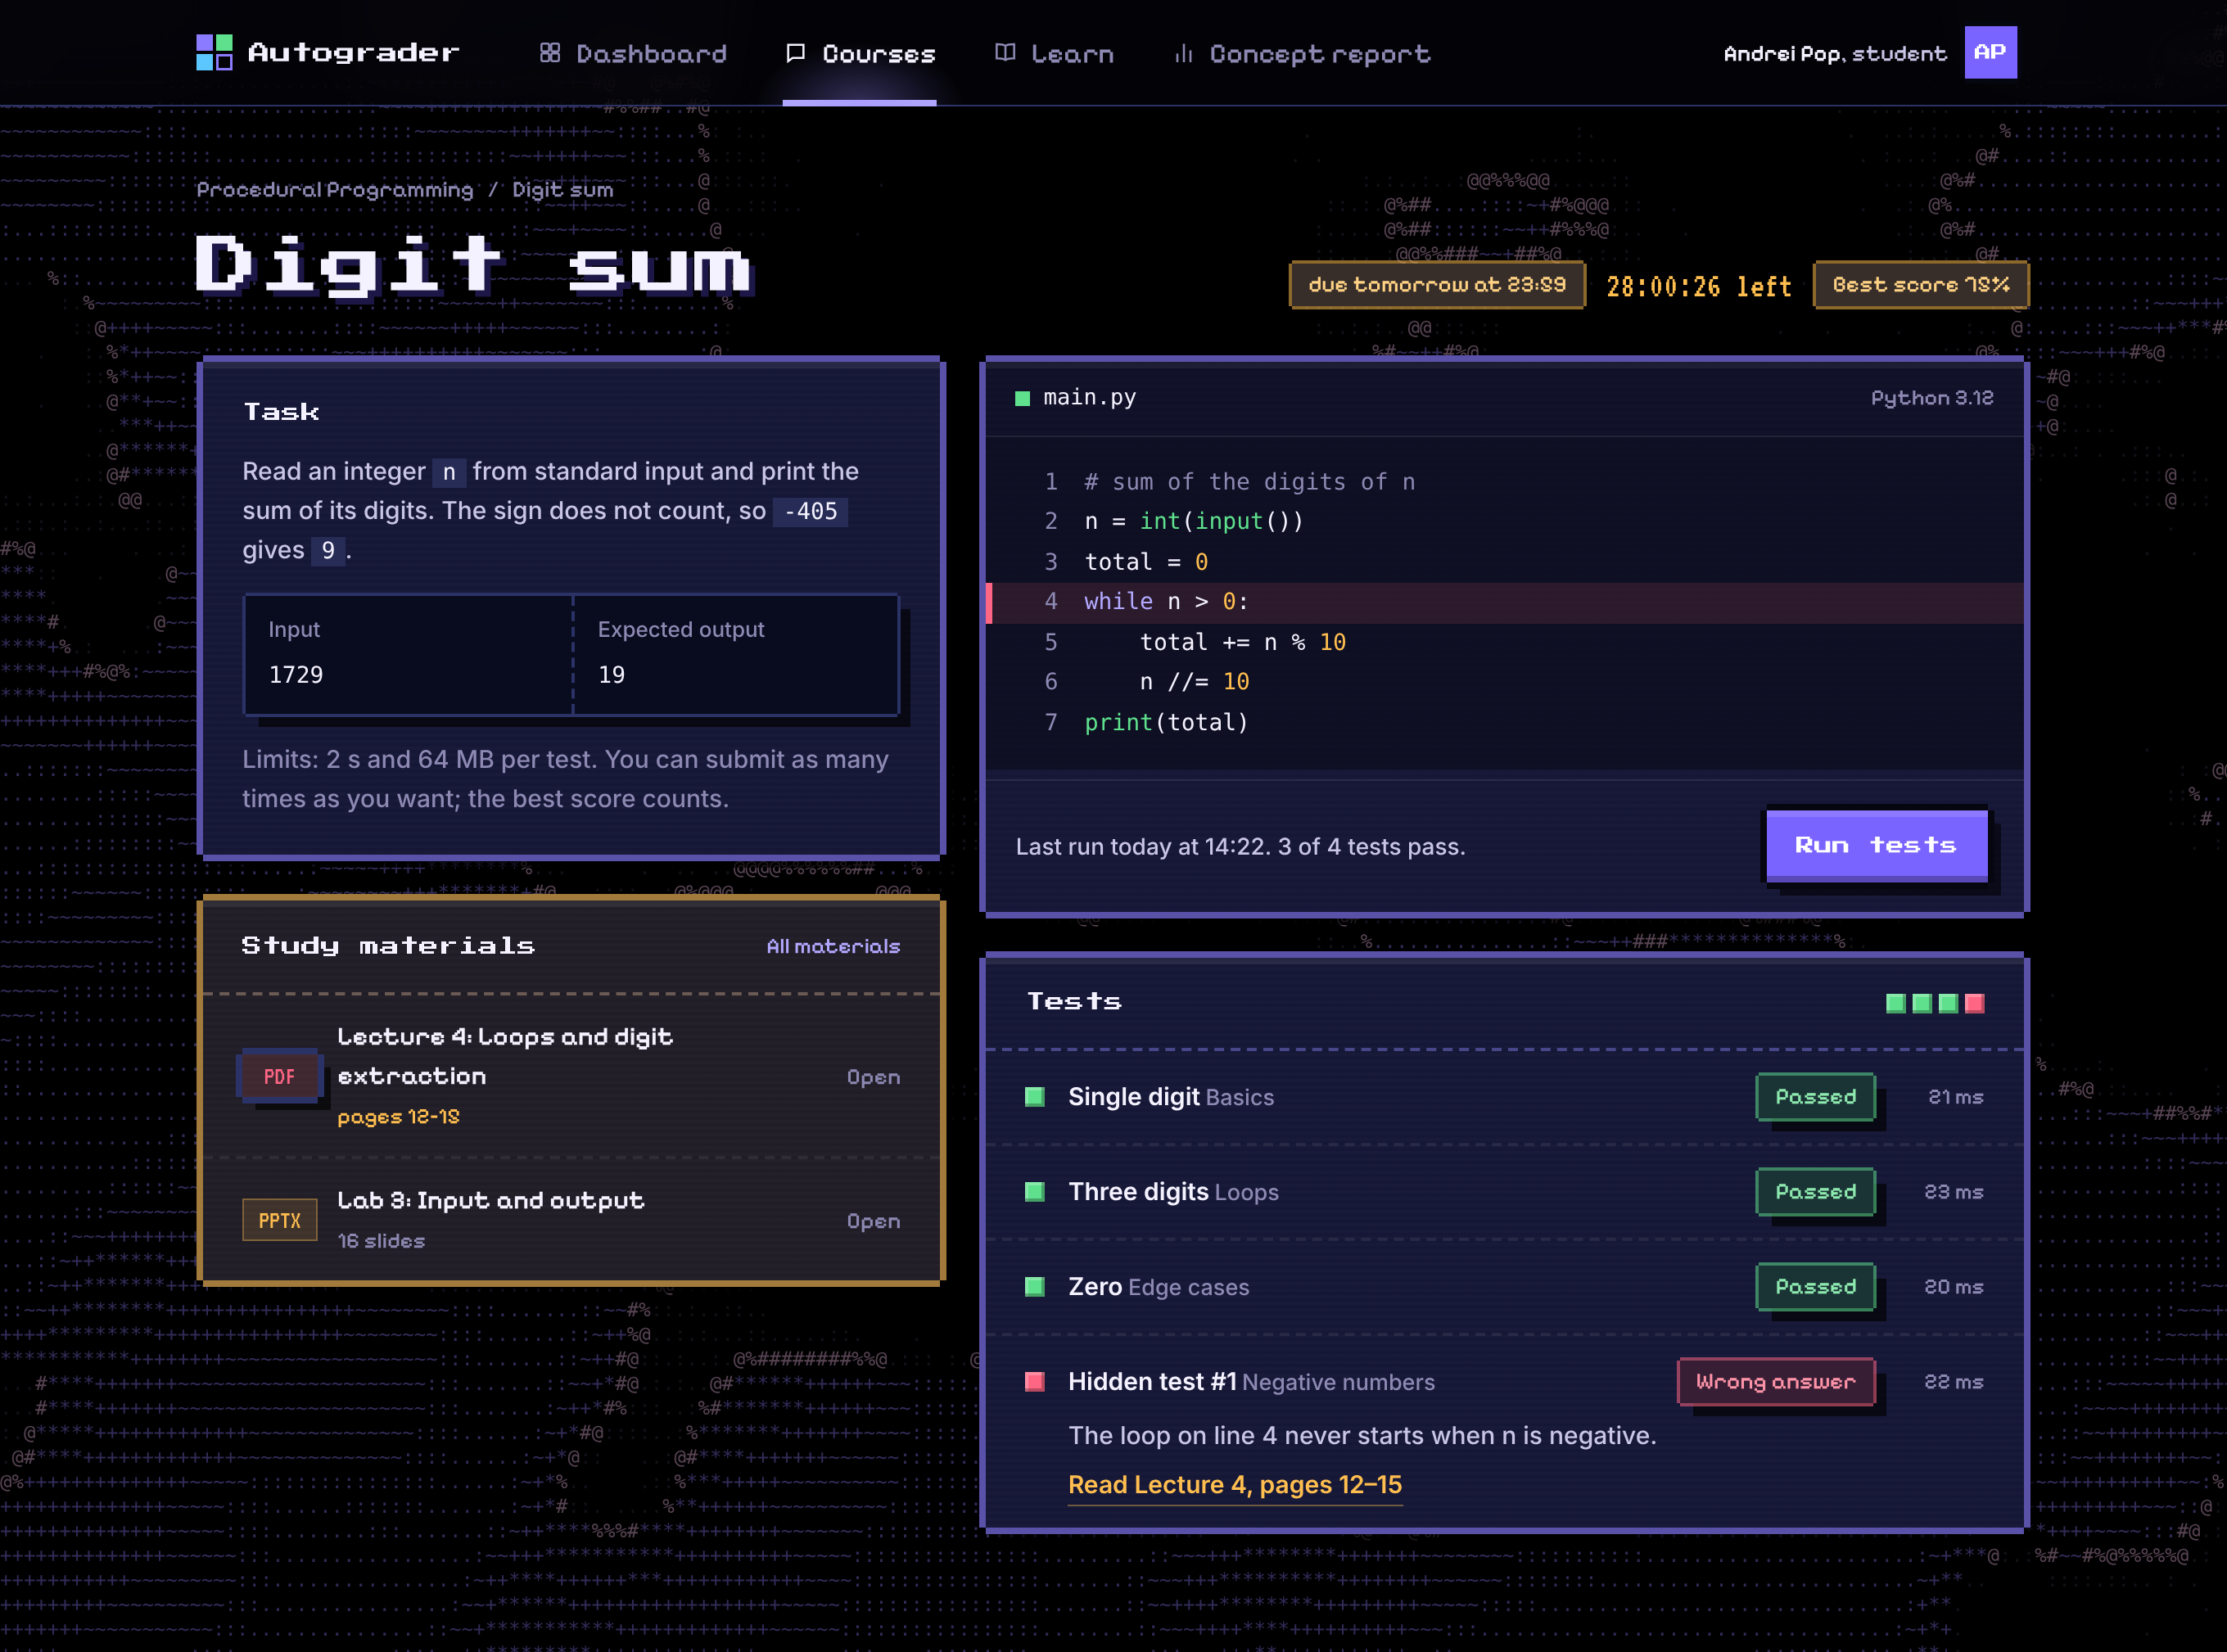 Autograder
Dashboard
Courses
Learn
Concept report
Andrei Pop, student
AP
Procedural Programming / Digit sum
Digit sum
due tomorrow at 23:59
28:00:26 left
Best score 75%
Task
Read an integer n from standard input and print the
sum of its digits. The sign does not count, so -405
gives 9.
Input
Expected output
1729
19
Limits: 2 s and 64 MB per test. You can submit as many
times as you want; the best score counts.
Study materials
All materials
PDF
Lecture 4: Loops and digit
extraction
pages 12-15
Open
PPTX
Lab 3: Input and output
16 slides
Open
main.py
Python 3.12
1 # sum of the digits of n
2 n = int(input())
3 total = 0
4 while n > 0:
5     total += n % 10
6     n //= 10
7 print(total)
Last run today at 14:22. 3 of 4 tests pass.
Run tests
Tests
Single digit Basics
Passed
21 ms
Three digits Loops
Passed
23 ms
Zero Edge cases
Passed
20 ms
Hidden test #1 Negative numbers
Wrong answer
22 ms
The loop on line 4 never starts when n is negative.
Read Lecture 4, pages 12–15